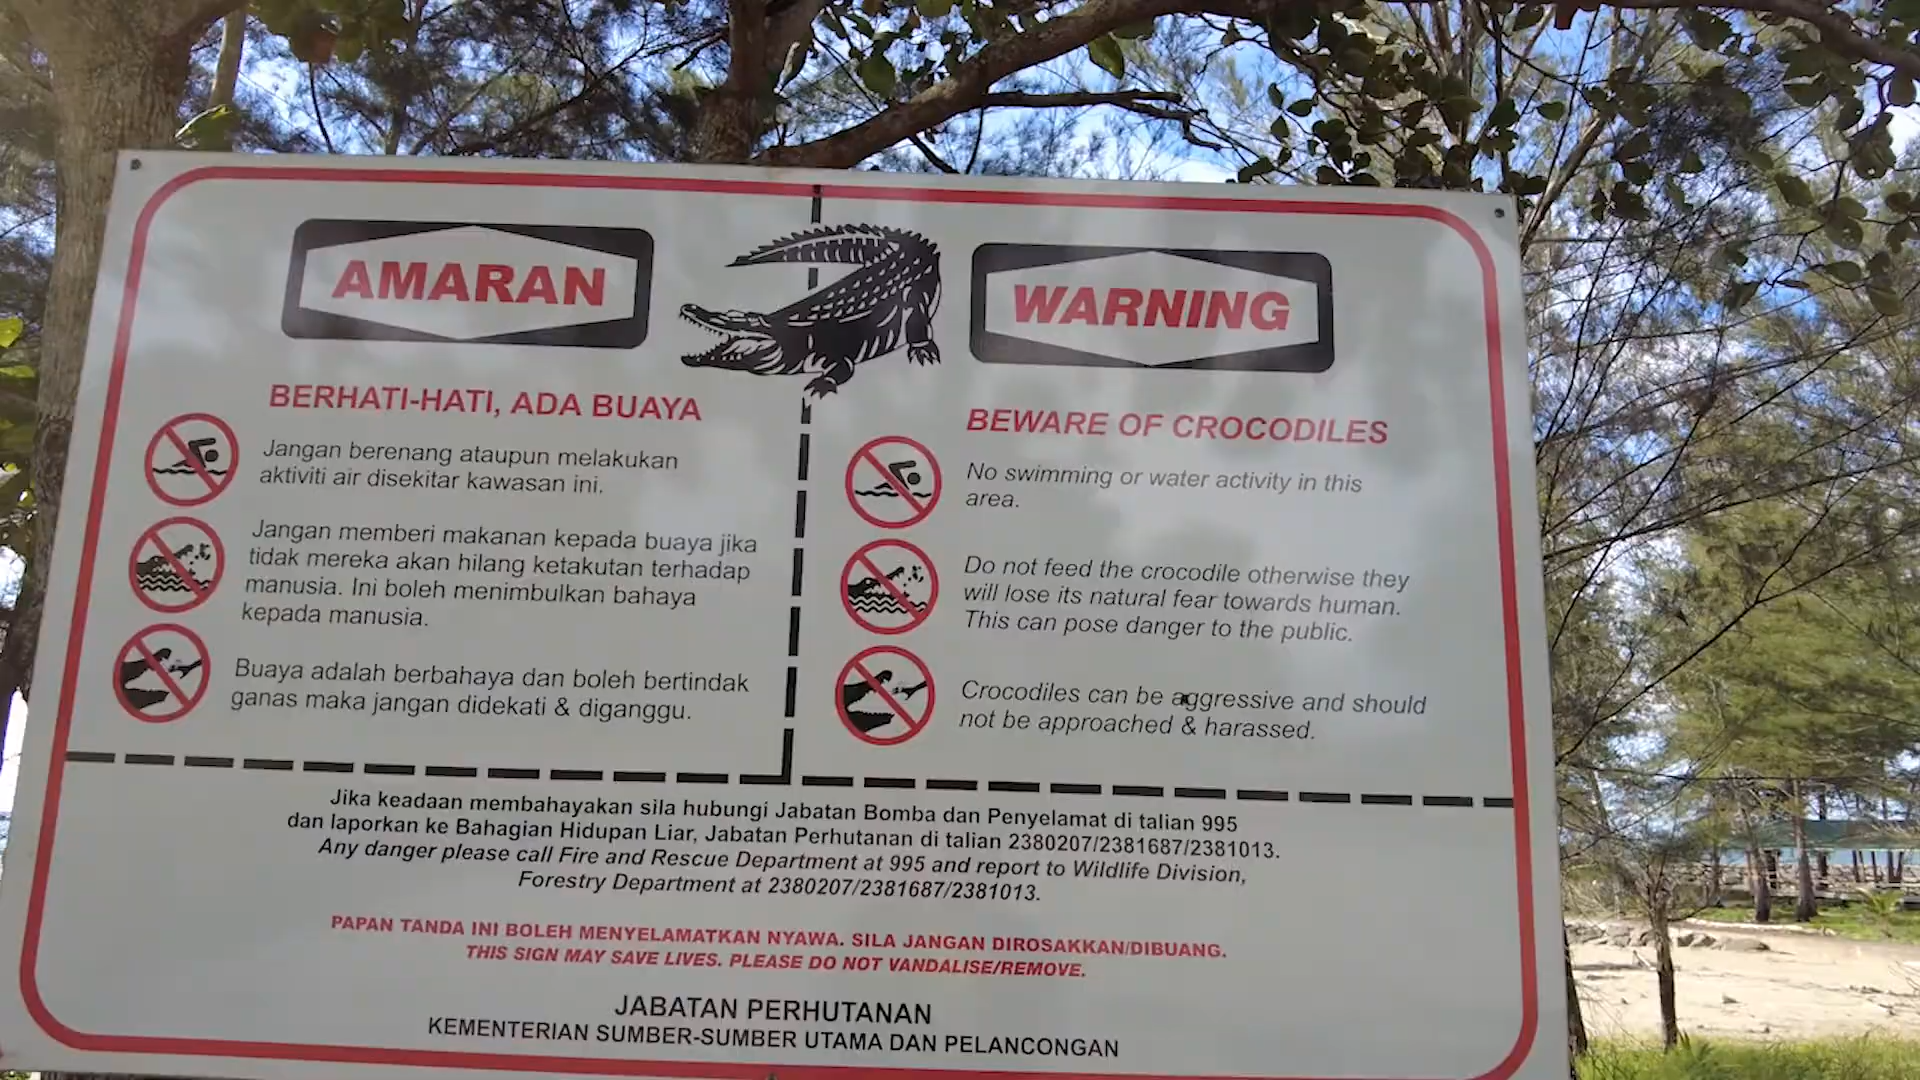 AMARAN
BERHATI-HATI, ADA BUAYA
Jangan berenang ataupun melakukan
aktiviti air disekitar kawasan ini.
Jangan memberi makanan kepada buaya jika
tidak mereka akan hilang ketakutan terhadap
manusia. Ini boleh menimbulkan bahaya
kepada manusia.
Buaya adalah berbahaya dan boleh bertindak
ganas maka jangan didekati & diganggu.
WARNING
BEWARE OF CROCODILES
No swimming or water activity in this
area.
Do not feed the crocodile otherwise they
will lose its natural fear towards human.
This can pose danger to the public.
Crocodiles can be aggressive and should
not be approached & harassed.
Jika keadaan membahayakan sila hubungi Jabatan Bomba dan Penyelamat di talian 995
dan laporkan ke Bahagian Hidupan Liar, Jabatan Perhutanan di talian 2380207/2381687/2381013.
Any danger please call Fire and Rescue Department at 995 and report to Wildlife Division,
Forestry Department at 2380207/2381687/2381013.
PAPAN TANDA INI BOLEH MENYELAMATKAN NYAWA. SILA JANGAN DIROSAKKAN/DIBUANG.
THIS SIGN MAY SAVE LIVES. PLEASE DO NOT VANDALISE/REMOVE.
JABATAN PERHUTANAN
KEMENTERIAN SUMBER-SUMBER UTAMA DAN PELANCONGAN